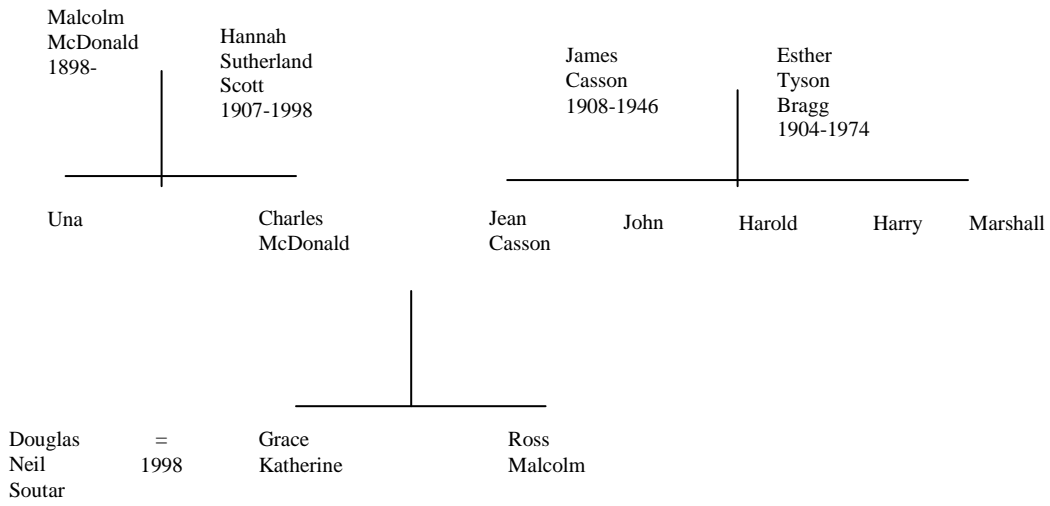 Malcolm
McDonald
1898-
Hannah
Sutherland
Scott
1907-1998
James
Casson
1908-1946
Esther
Tyson
Bragg
1904-1974
Una
Charles
McDonald
Jean
Casson
John
Harold
Harry
Marshall
Douglas
Neil
Soutar
=
1998
Grace
Katherine
Ross
Malcolm